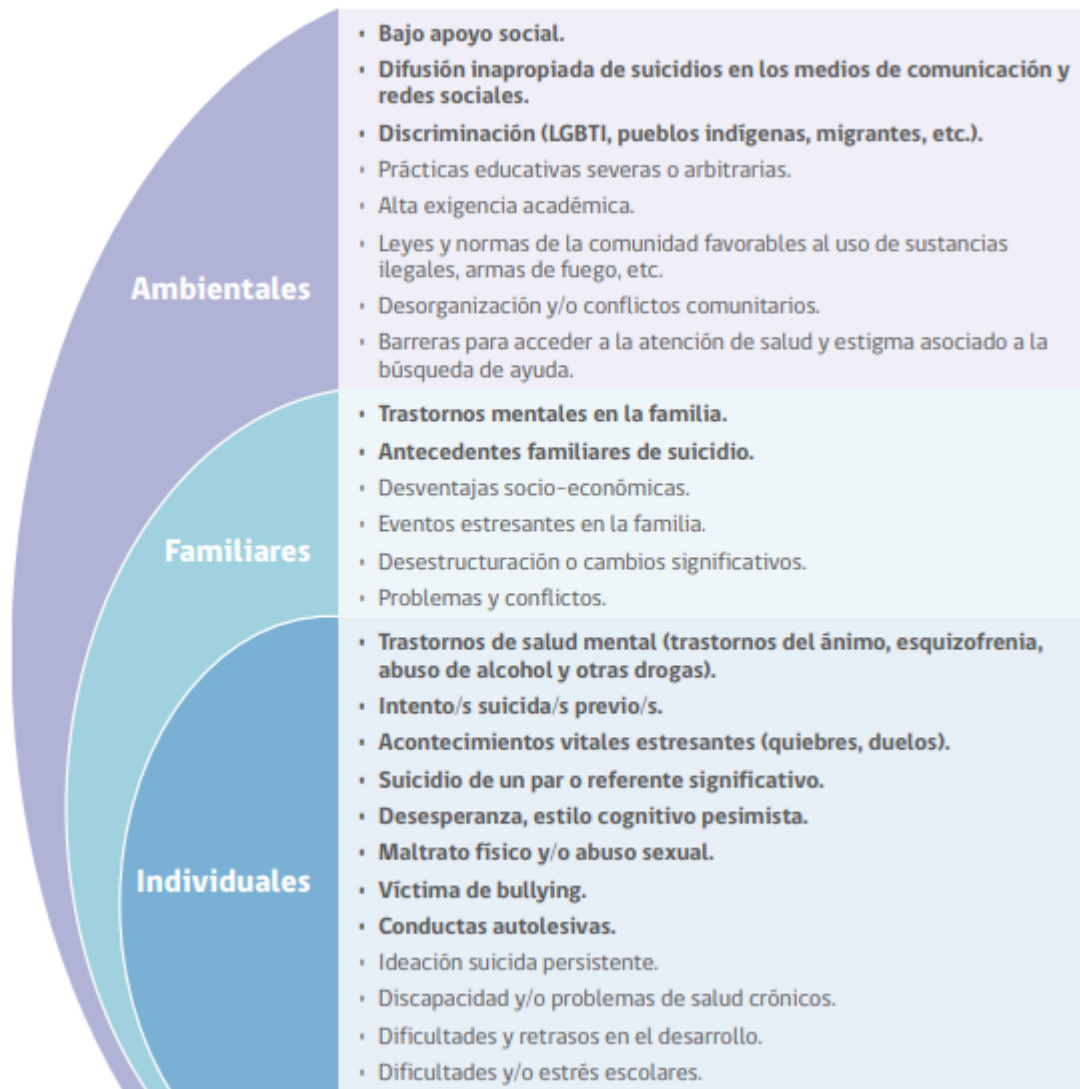 Ambientales
• Bajo apoyo social.
• Difusión inapropiada de suicidios en los medios de comunicación y
redes sociales.
• Discriminación (LGBTI, pueblos indígenas, migrantes, etc.).
• Prácticas educativas severas o arbitrarias.
• Alta exigencia académica.
• Leyes y normas de la comunidad favorables al uso de sustancias
ilegales, armas de fuego, etc.
• Desorganización y/o conflictos comunitarios.
• Barreras para acceder a la atención de salud y estigma asociado a la
búsqueda de ayuda.
Familiares
• Trastornos mentales en la familia.
• Antecedentes familiares de suicidio.
• Desventajas socio-económicas.
• Eventos estresantes en la familia.
• Desestructuración o cambios significativos.
• Problemas y conflictos.
Individuales
• Trastornos de salud mental (trastornos del ánimo, esquizofrenia,
abuso de alcohol y otras drogas).
• Intento/s suicida/s previo/s.
• Acontecimientos vitales estresantes (quiebres, duelos).
• Suicidio de un par o referente significativo.
• Desesperanza, estilo cognitivo pesimista.
• Maltrato físico y/o abuso sexual.
• Víctima de bullying.
• Conductas autolesivas.
• Ideación suicida persistente.
• Discapacidad y/o problemas de salud crónicos.
• Dificultades y retrasos en el desarrollo.
• Dificultades y/o estrés escolares.